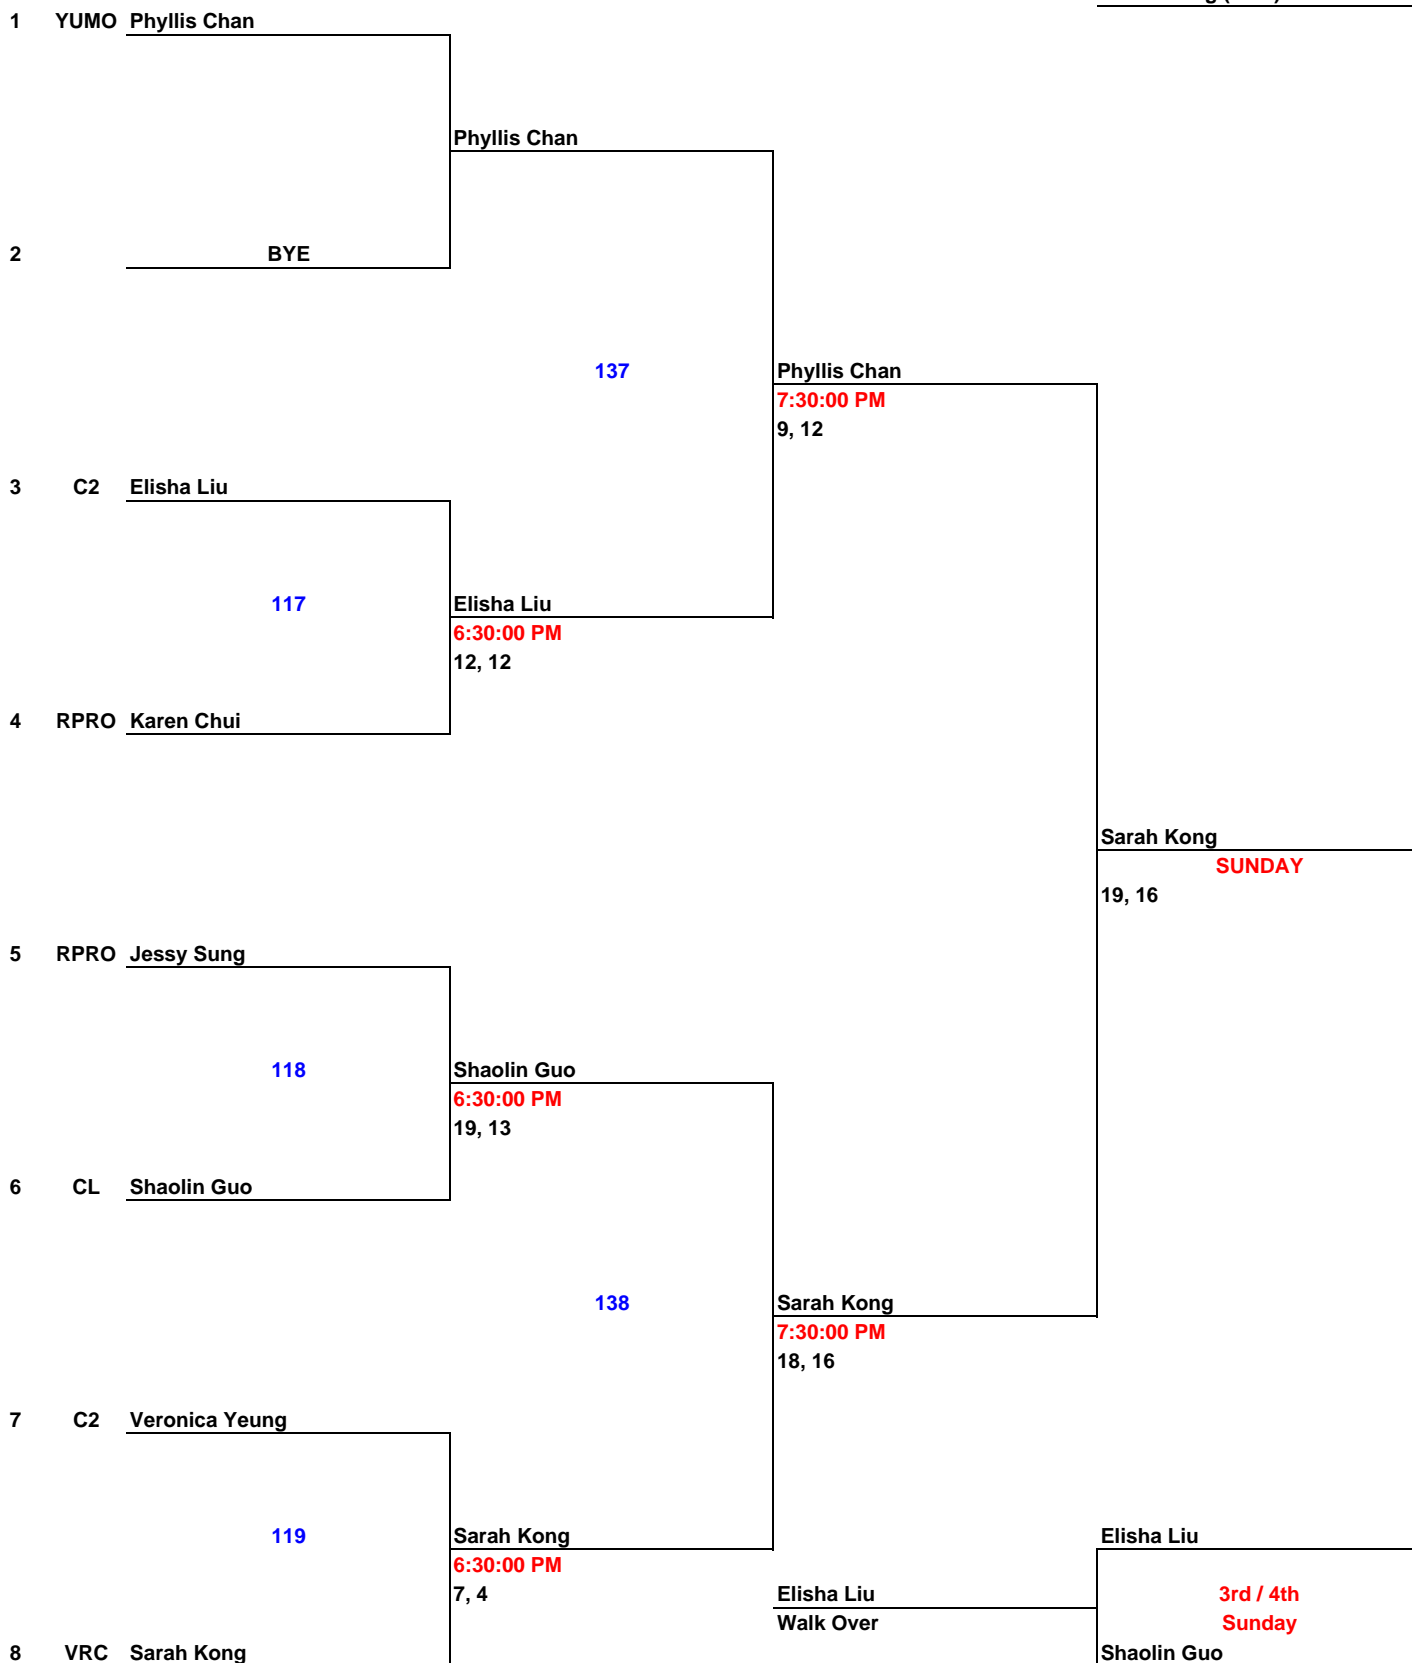 1 YUMO Phyllis Chan
Phyllis Chan
2 BYE
137 Phyllis Chan
7:30:00 PM
9, 12
3 C2 Elisha Liu
117 Elisha Liu
6:30:00 PM
12, 12
4 RPRO Karen Chui
Sarah Kong
SUNDAY
19, 16
5 RPRO Jessy Sung
118 Shaolin Guo
6:30:00 PM
19, 13
6 CL Shaolin Guo
138 Sarah Kong
7:30:00 PM
18, 16
7 C2 Veronica Yeung
119 Sarah Kong Elisha Liu
6:30:00 PM
7, 4 Elisha Liu 3rd / 4th
Walk Over Sunday
8 VRC Sarah Kong Shaolin Guo